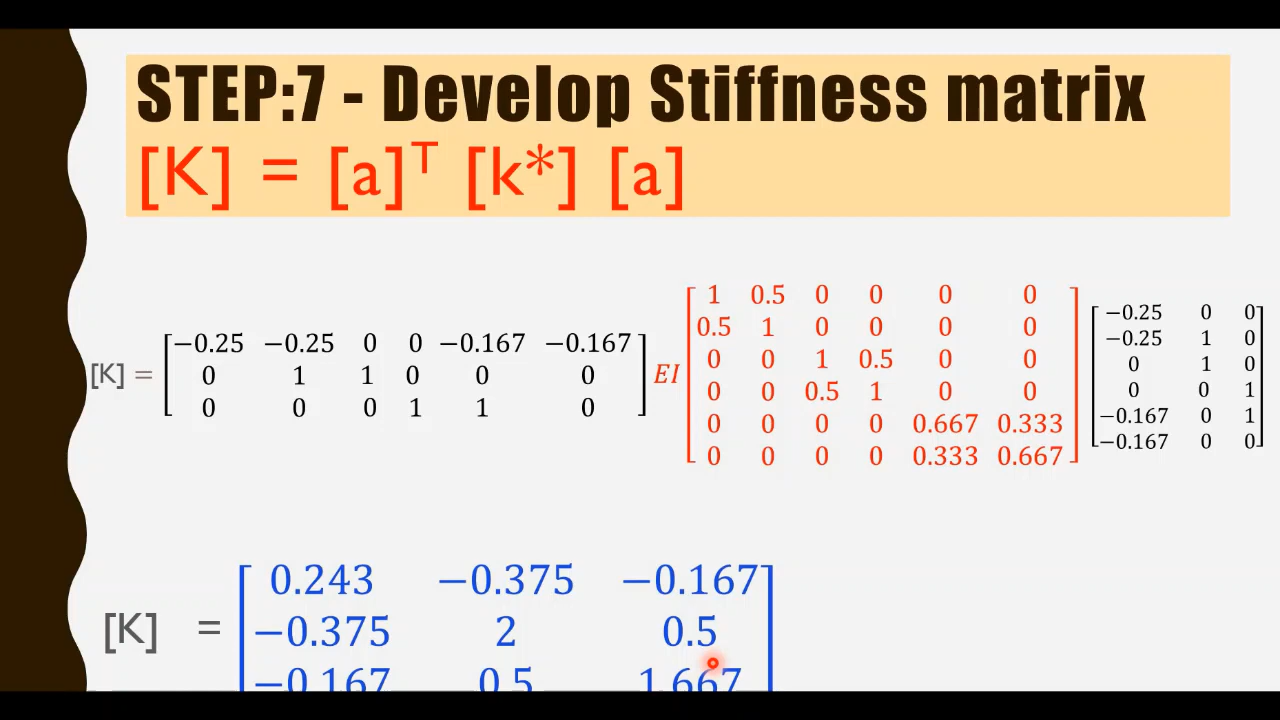 STEP:7 - Develop Stiffness matrix
[K] = [a]ᵀ [k*] [a]
[K] = [−0.25 −0.25 0 0 −0.167 −0.167
0 1 1 0 0 0
0 0 0 1 1 0] EI [1 0.5 0 0 0 0
0.5 1 0 0 0 0
0 0 1 0.5 0 0
0 0 0.5 1 0 0
0 0 0 0 0.667 0.333
0 0 0 0 0.333 0.667] [−0.25 0 0
−0.25 1 0
0 1 0
0 0 1
−0.167 0 1
−0.167 0 0]
[K] = [0.243 −0.375 −0.167
−0.375 2 0.5
−0.167 0.5 1.667]